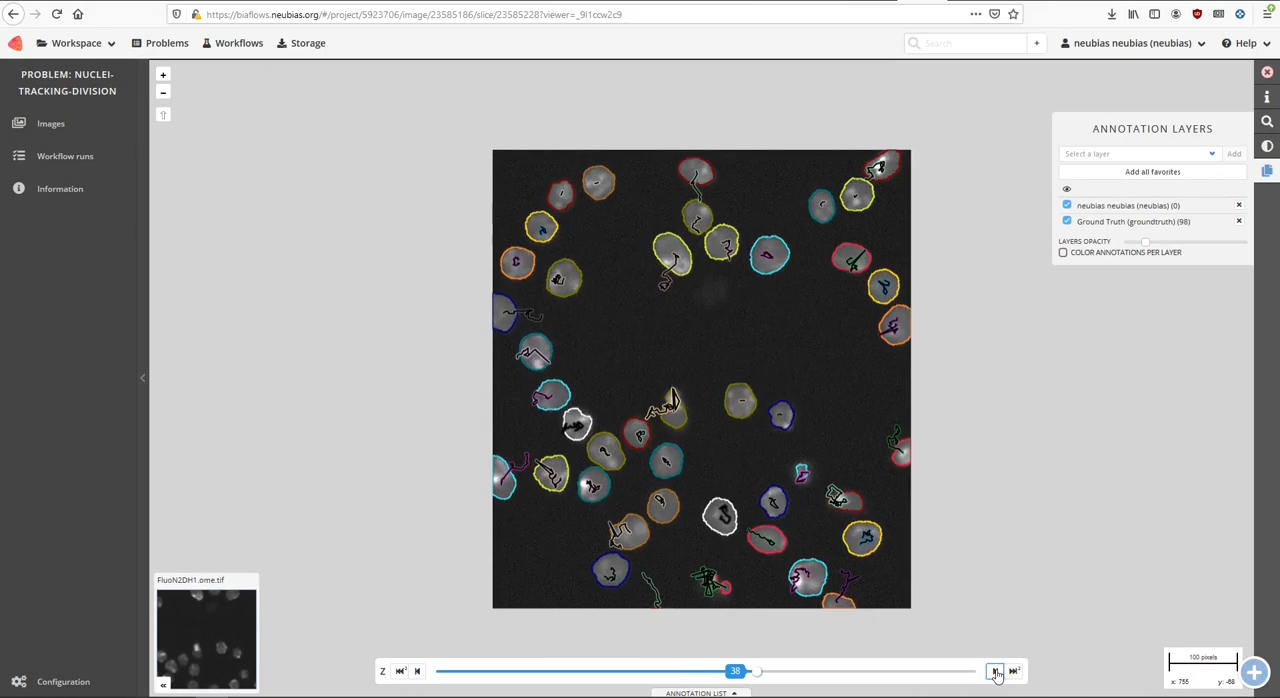 https://biaflows.neubias.org/#/project/5923706/image/23585186/slice/23585228?viewer=_9l1ccw2c9
Workspace Problems Workflows Storage Search + neubias neubias (neubias) Help
PROBLEM: NUCLEI-
TRACKING-DIVISION
Images
Workflow runs
Information
Configuration
+
−
ANNOTATION LAYERS
Select a layer Add
Add all favorites
neubias neubias (neubias) (0)
Ground Truth (groundtruth) (98)
LAYERS OPACITY
COLOR ANNOTATIONS PER LAYER
FluoN2DH1.ome.tif
«
Z 38
ANNOTATION LIST
100 pixels
x: 755 y: -68